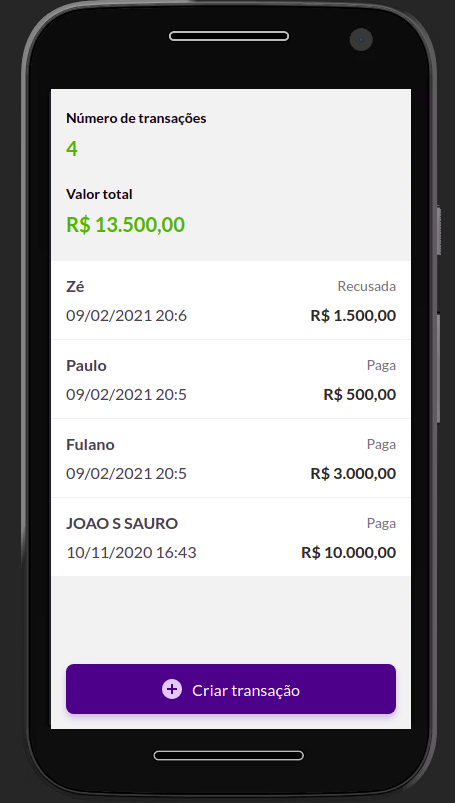 Número de transações
4
Valor total
R$ 13.500,00
Zé Recusada
09/02/2021 20:6 R$ 1.500,00
Paulo Paga
09/02/2021 20:5 R$ 500,00
Fulano Paga
09/02/2021 20:5 R$ 3.000,00
JOAO S SAURO Paga
10/11/2020 16:43 R$ 10.000,00
Criar transação